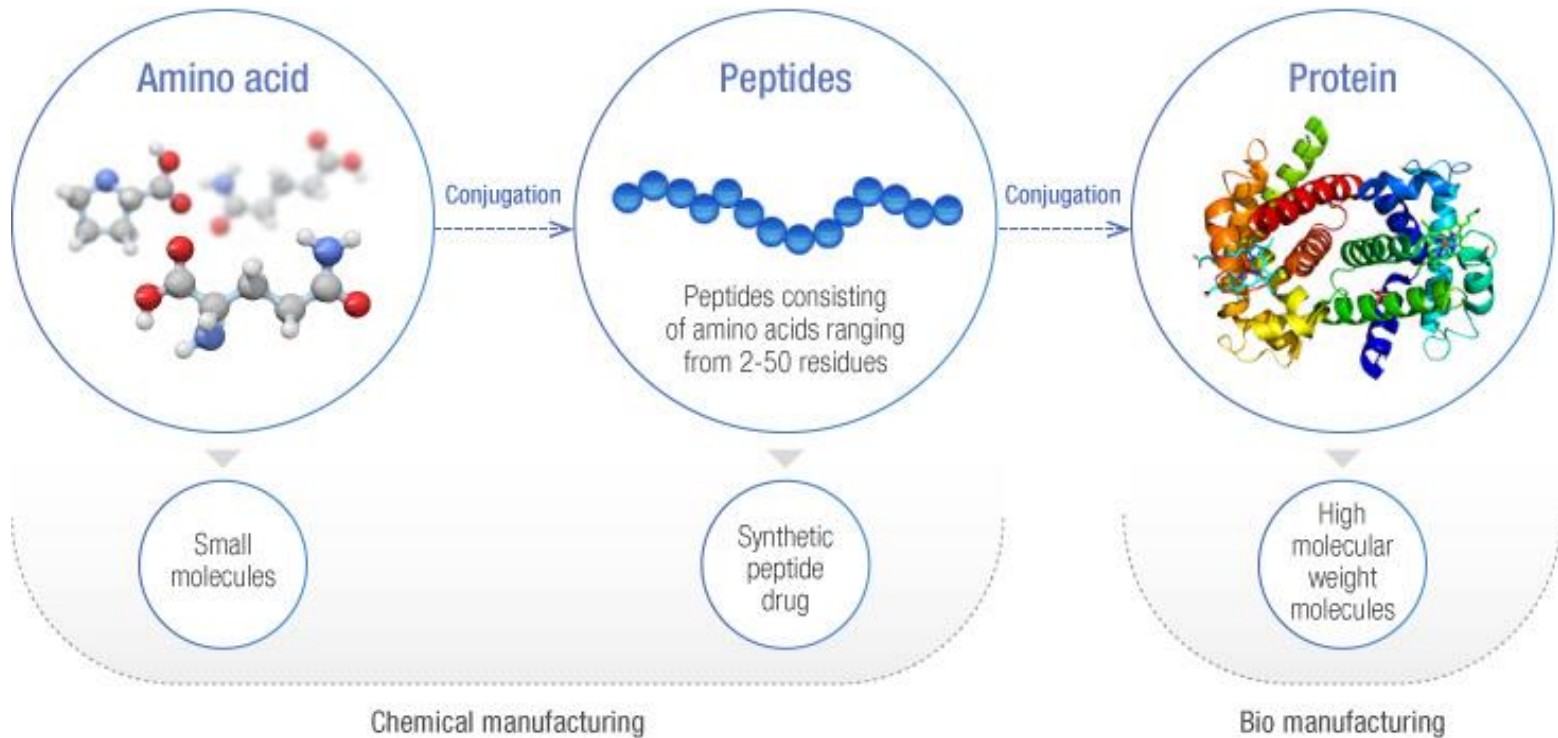 Amino acid
Conjugation
Peptides
Peptides consisting
of amino acids ranging
from 2-50 residues
Conjugation
Protein
Small
molecules
Synthetic
peptide
drug
High
molecular
weight
molecules
Chemical manufacturing
Bio manufacturing